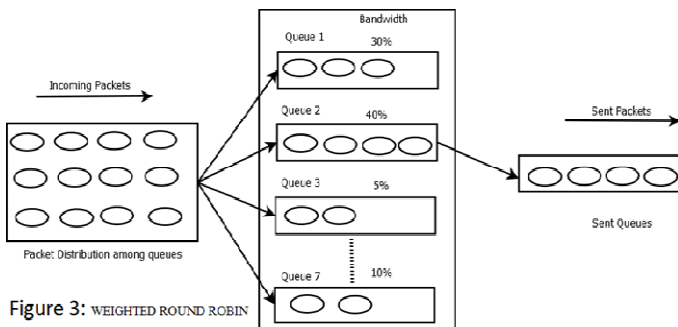 Bandwidth
Queue 1
30%
Incoming Packets
Queue 2
40%
Sent Packets
Queue 3
5%
Packet Distribution among queues
Sent Queues
Queue 7
10%
Figure 3: WEIGHTED ROUND ROBIN